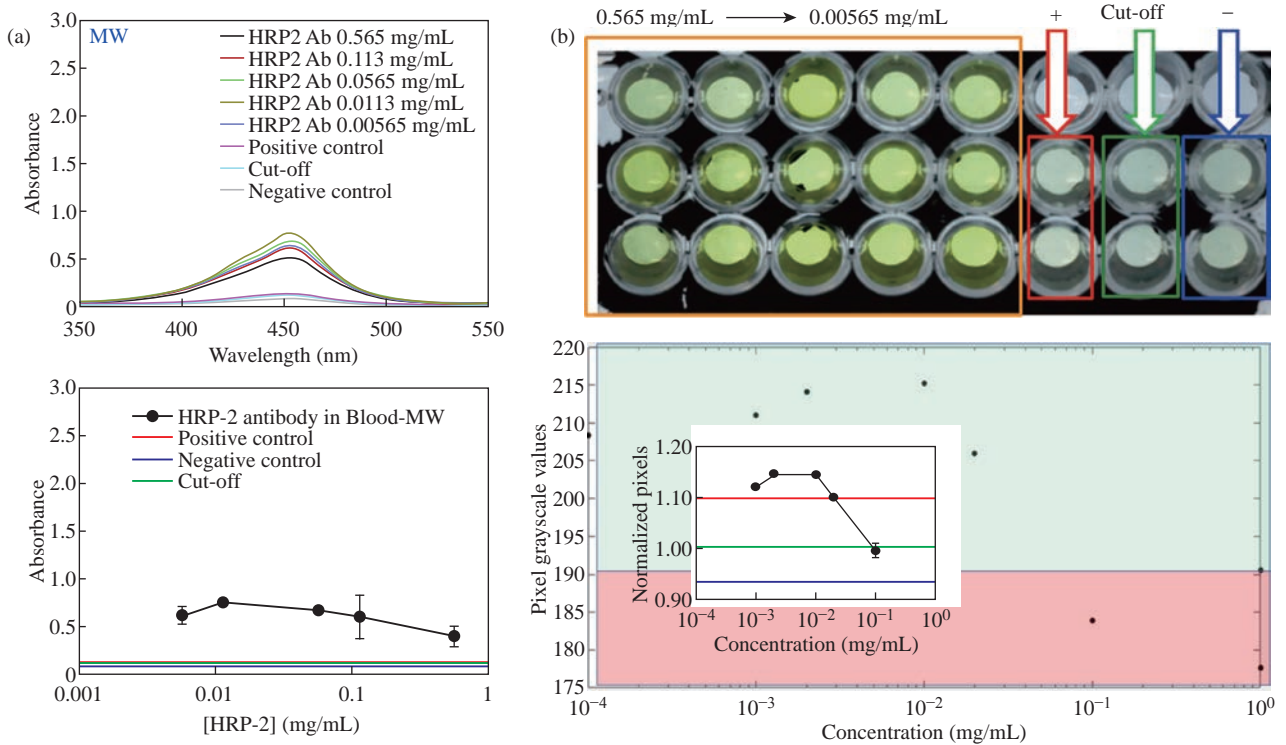 (a)
MW
HRP2 Ab 0.565 mg/mL
HRP2 Ab 0.113 mg/mL
HRP2 Ab 0.0565 mg/mL
HRP2 Ab 0.0113 mg/mL
HRP2 Ab 0.00565 mg/mL
Positive control
Cut-off
Negative control
Absorbance
3.0
2.5
2.0
1.5
1.0
0.5
0
350 400 450 500 550
Wavelength (nm)
HRP-2 antibody in Blood-MW
Positive control
Negative control
Cut-off
Absorbance
3.0
2.5
2.0
1.5
1.0
0.5
0
0.001 0.01 0.1 1
[HRP-2] (mg/mL)
(b)
0.565 mg/mL → 0.00565 mg/mL
+ Cut-off −
Pixel grayscale values
220
215
210
205
200
195
190
185
180
175
10⁻⁴ 10⁻³ 10⁻² 10⁻¹ 10⁰
Concentration (mg/mL)
Normalized pixels
1.20
1.10
1.00
0.90
10⁻⁴ 10⁻³ 10⁻² 10⁻¹ 10⁰
Concentration (mg/mL)